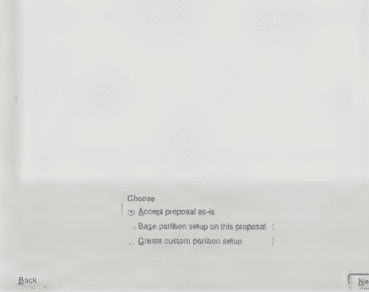 Choose
Accept proposal as-is
Base partition setup on this proposal
Create custom partition setup
Back